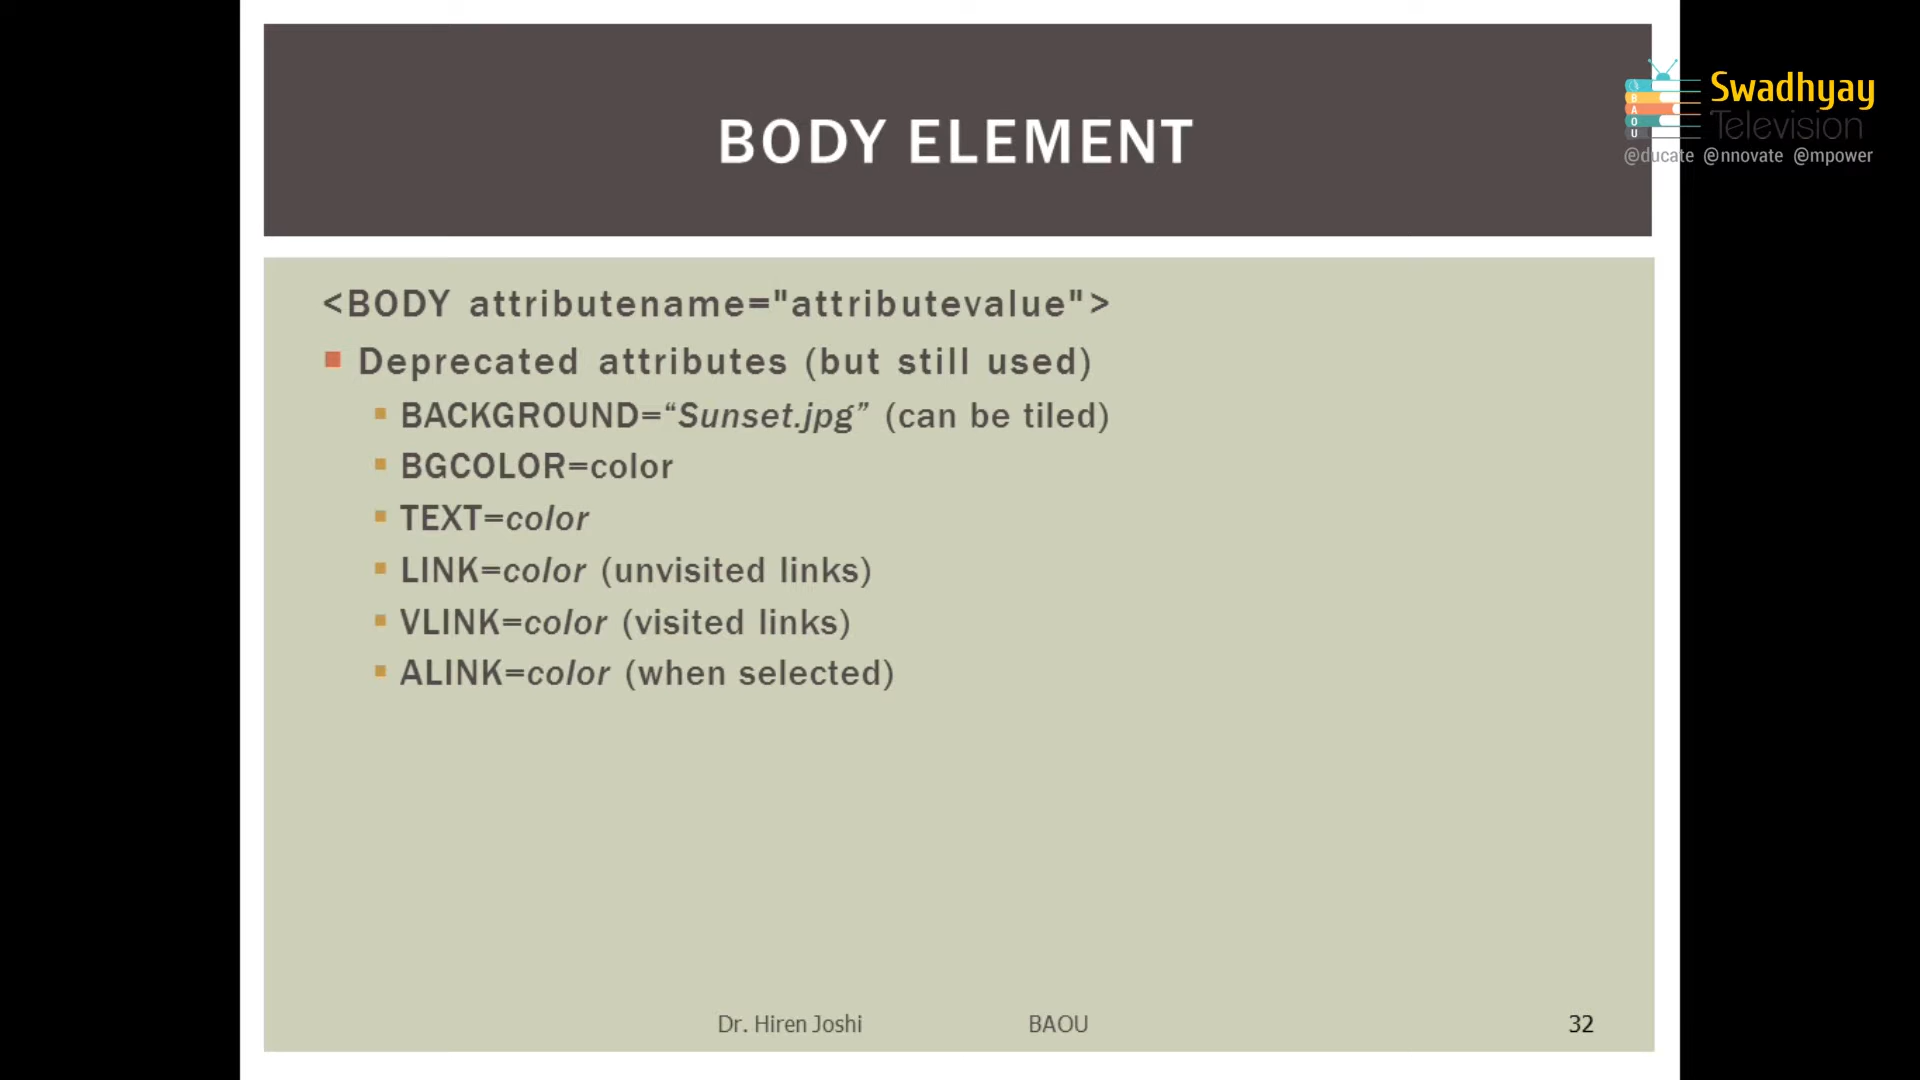 BODY ELEMENT
Swadhyay
Television
@ducate @nnovate @mpower
B
A
O
U
<BODY attributename="attributevalue">
Deprecated attributes (but still used)
BACKGROUND=“Sunset.jpg” (can be tiled)
BGCOLOR=color
TEXT=color
LINK=color (unvisited links)
VLINK=color (visited links)
ALINK=color (when selected)
Dr. Hiren Joshi BAOU 32